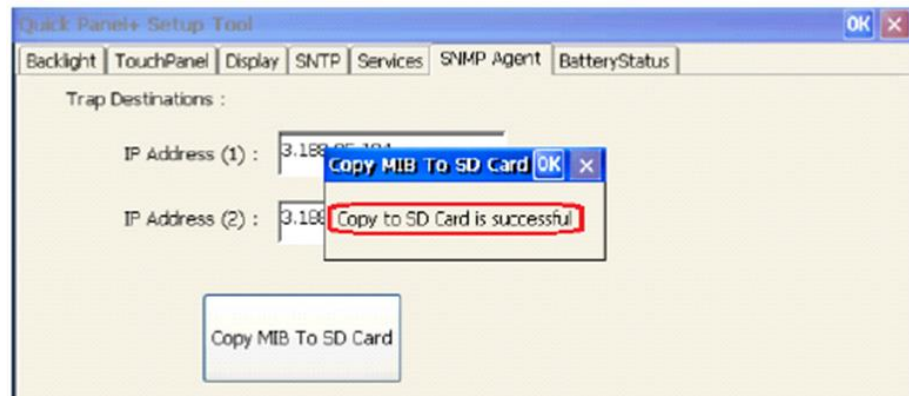 Quick Panel+ Setup Tool OK
Backlight TouchPanel Display SNTP Services SNMP Agent BatteryStatus
Trap Destinations :
IP Address (1) :
Copy MIB To SD Card OK
IP Address (2) : 3.188
Copy to SD Card is successful
Copy MIB To SD Card